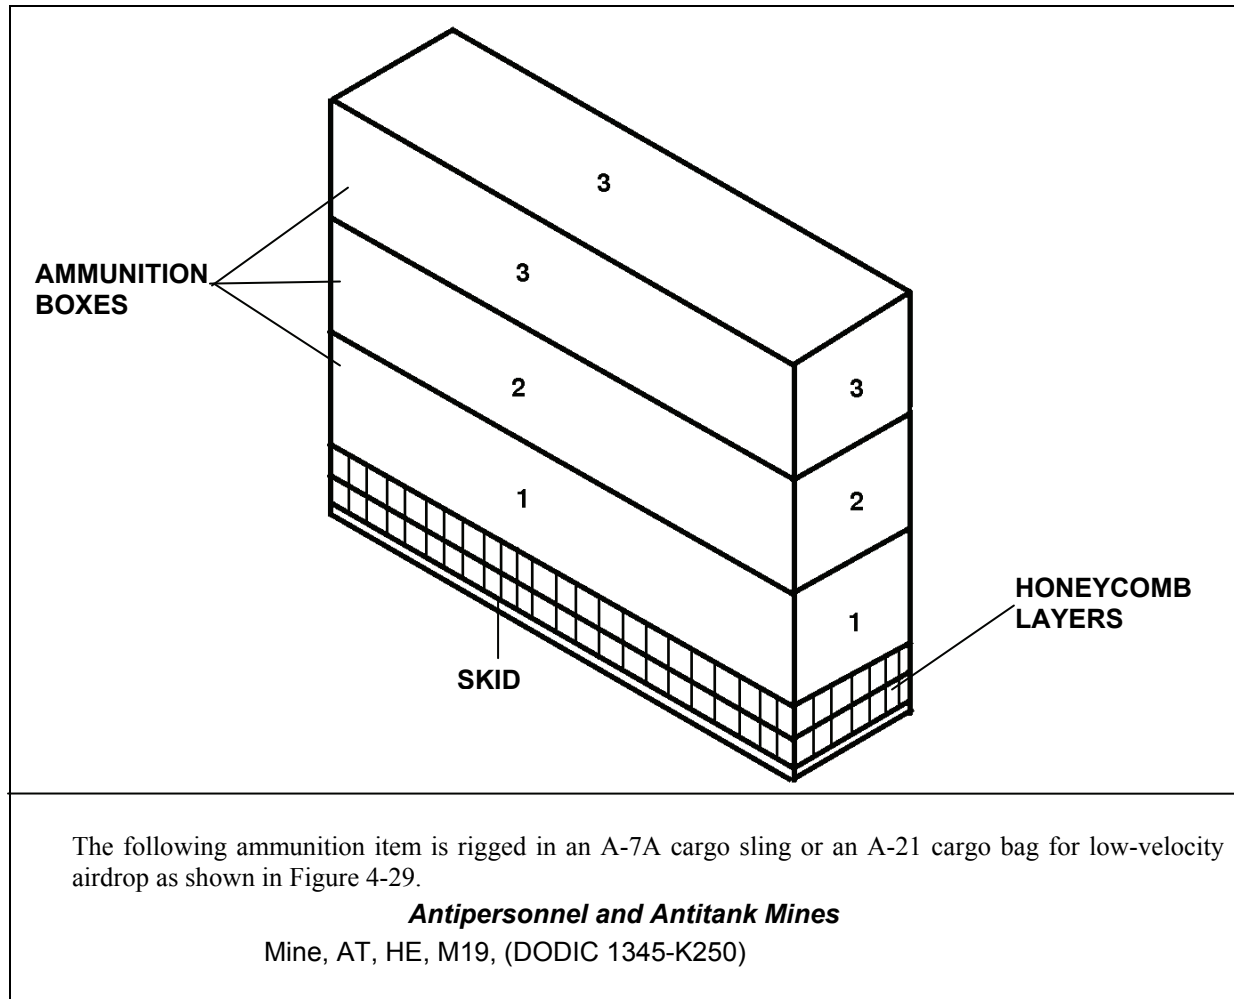 3
AMMUNITION
BOXES
3
3
2
2
1
1
HONEYCOMB
LAYERS
SKID
The following ammunition item is rigged in an A-7A cargo sling or an A-21 cargo bag for low-velocity
airdrop as shown in Figure 4-29.
Antipersonnel and Antitank Mines
Mine, AT, HE, M19, (DODIC 1345-K250)